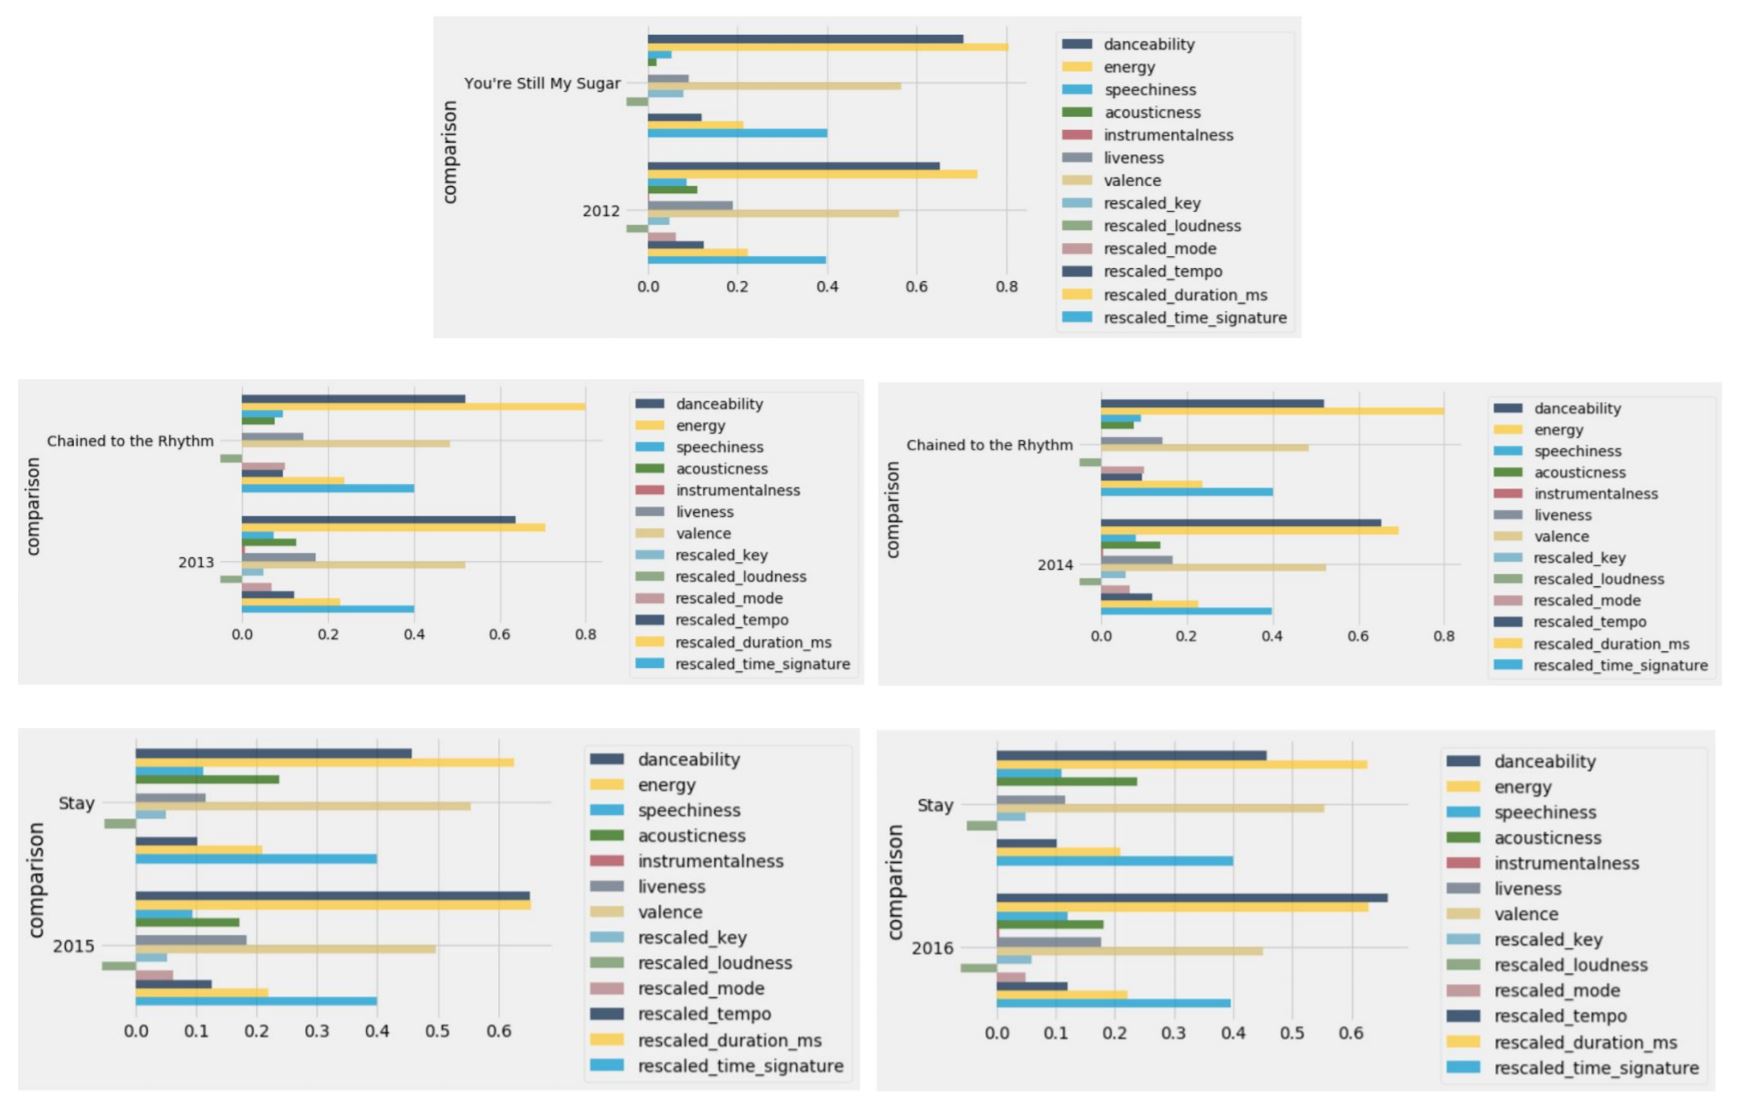 comparison
You're Still My Sugar
2012
0.0 0.2 0.4 0.6 0.8
danceability
energy
speechiness
acousticness
instrumentalness
liveness
valence
rescaled_key
rescaled_loudness
rescaled_mode
rescaled_tempo
rescaled_duration_ms
rescaled_time_signature
comparison
Chained to the Rhythm
2013
0.0 0.2 0.4 0.6 0.8
danceability
energy
speechiness
acousticness
instrumentalness
liveness
valence
rescaled_key
rescaled_loudness
rescaled_mode
rescaled_tempo
rescaled_duration_ms
rescaled_time_signature
comparison
Chained to the Rhythm
2014
0.0 0.2 0.4 0.6 0.8
danceability
energy
speechiness
acousticness
instrumentalness
liveness
valence
rescaled_key
rescaled_loudness
rescaled_mode
rescaled_tempo
rescaled_duration_ms
rescaled_time_signature
comparison
Stay
2015
0.0 0.1 0.2 0.3 0.4 0.5 0.6
danceability
energy
speechiness
acousticness
instrumentalness
liveness
valence
rescaled_key
rescaled_loudness
rescaled_mode
rescaled_tempo
rescaled_duration_ms
rescaled_time_signature
comparison
Stay
2016
0.0 0.1 0.2 0.3 0.4 0.5 0.6
danceability
energy
speechiness
acousticness
instrumentalness
liveness
valence
rescaled_key
rescaled_loudness
rescaled_mode
rescaled_tempo
rescaled_duration_ms
rescaled_time_signature